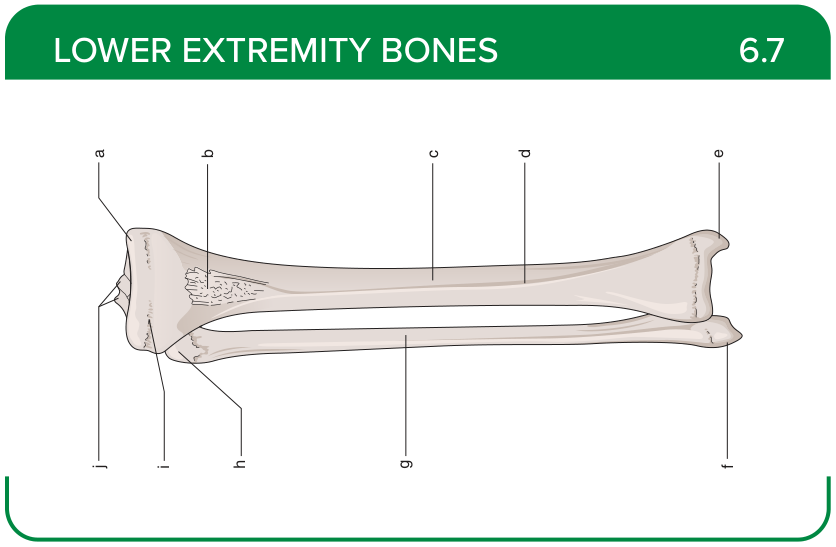 LOWER EXTREMITY BONES 6.7
a b c d e
j i h g f